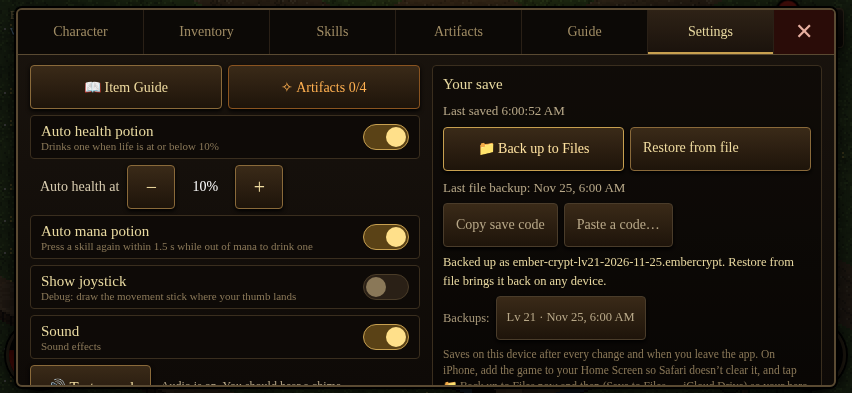 Character Inventory Skills Artifacts Guide Settings ✕
📖 Item Guide
✧ Artifacts 0/4
Auto health potion
Drinks one when life is at or below 10%
Auto health at − 10% +
Auto mana potion
Press a skill again within 1.5 s while out of mana to drink one
Show joystick
Debug: draw the movement stick where your thumb lands
Sound
Sound effects
Your save
Last saved 6:00:52 AM
📁 Back up to Files
Restore from file
Last file backup: Nov 25, 6:00 AM
Copy save code
Paste a code…
Backed up as ember-crypt-lv21-2026-11-25.embercrypt. Restore from
file brings it back on any device.
Backups: Lv 21 · Nov 25, 6:00 AM
Saves on this device after every change and when you leave the app. On
iPhone, add the game to your Home Screen so Safari doesn’t clear it, and tap